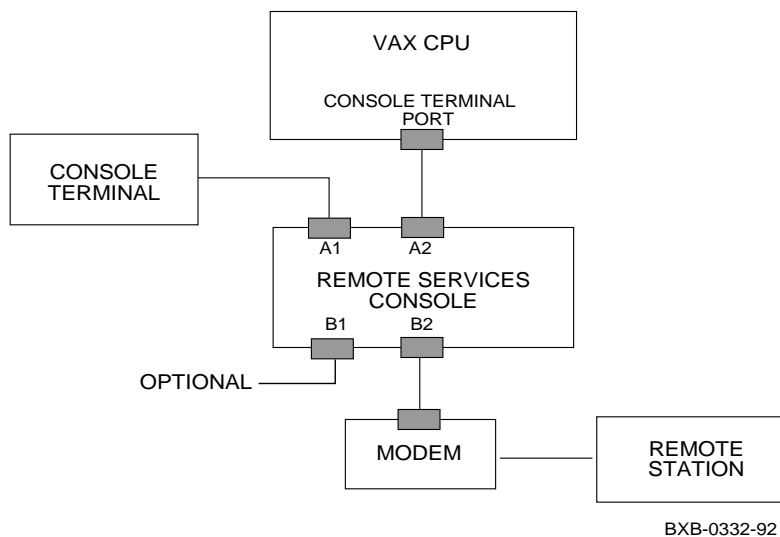 VAX CPU
CONSOLE TERMINAL
PORT
CONSOLE
TERMINAL
A1 A2
REMOTE SERVICES
CONSOLE
B1 B2
OPTIONAL
MODEM
REMOTE
STATION
BXB-0332-92